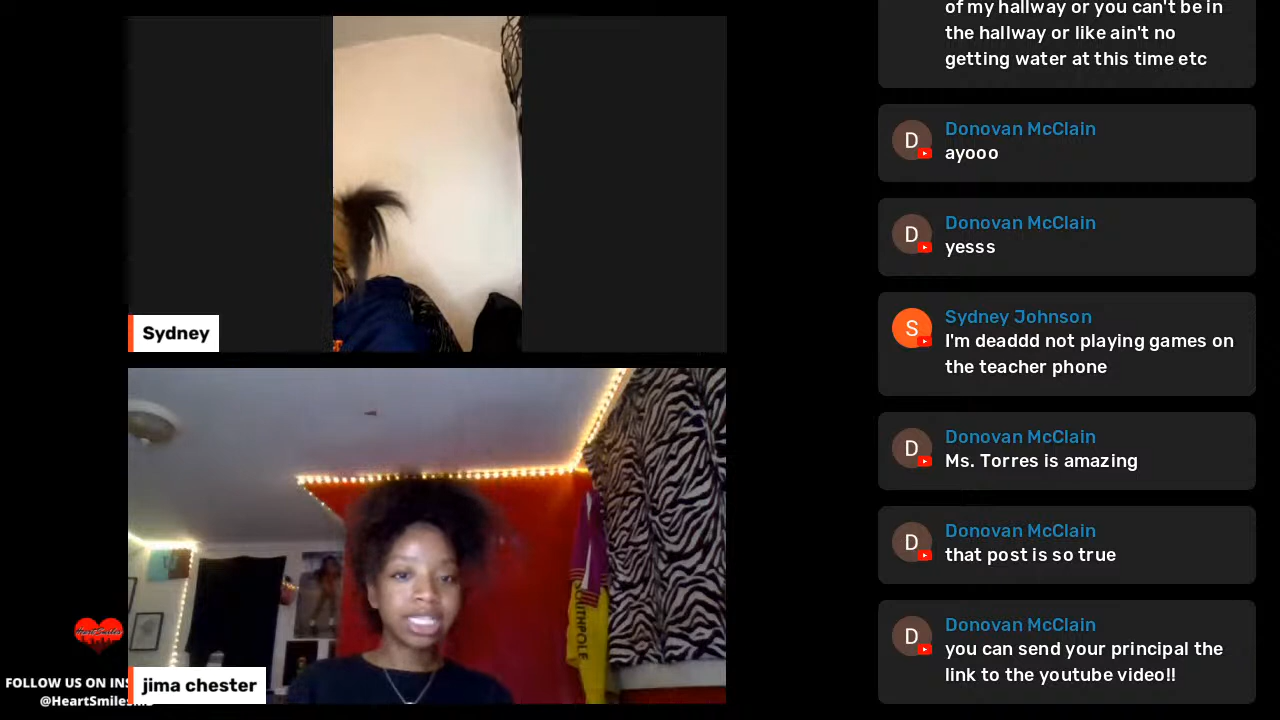 Sydney
SOUTHPOLE
HeartSmiles
FOLLOW US ON INS
jima chester
@HeartSmiles
of my hallway or you can't be in
the hallway or like ain't no
getting water at this time etc
Donovan McClain
ayooo
Donovan McClain
yesss
Sydney Johnson
I'm deaddd not playing games on
the teacher phone
Donovan McClain
Ms. Torres is amazing
Donovan McClain
that post is so true
Donovan McClain
you can send your principal the
link to the youtube video!!
D
D
S
D
D
D